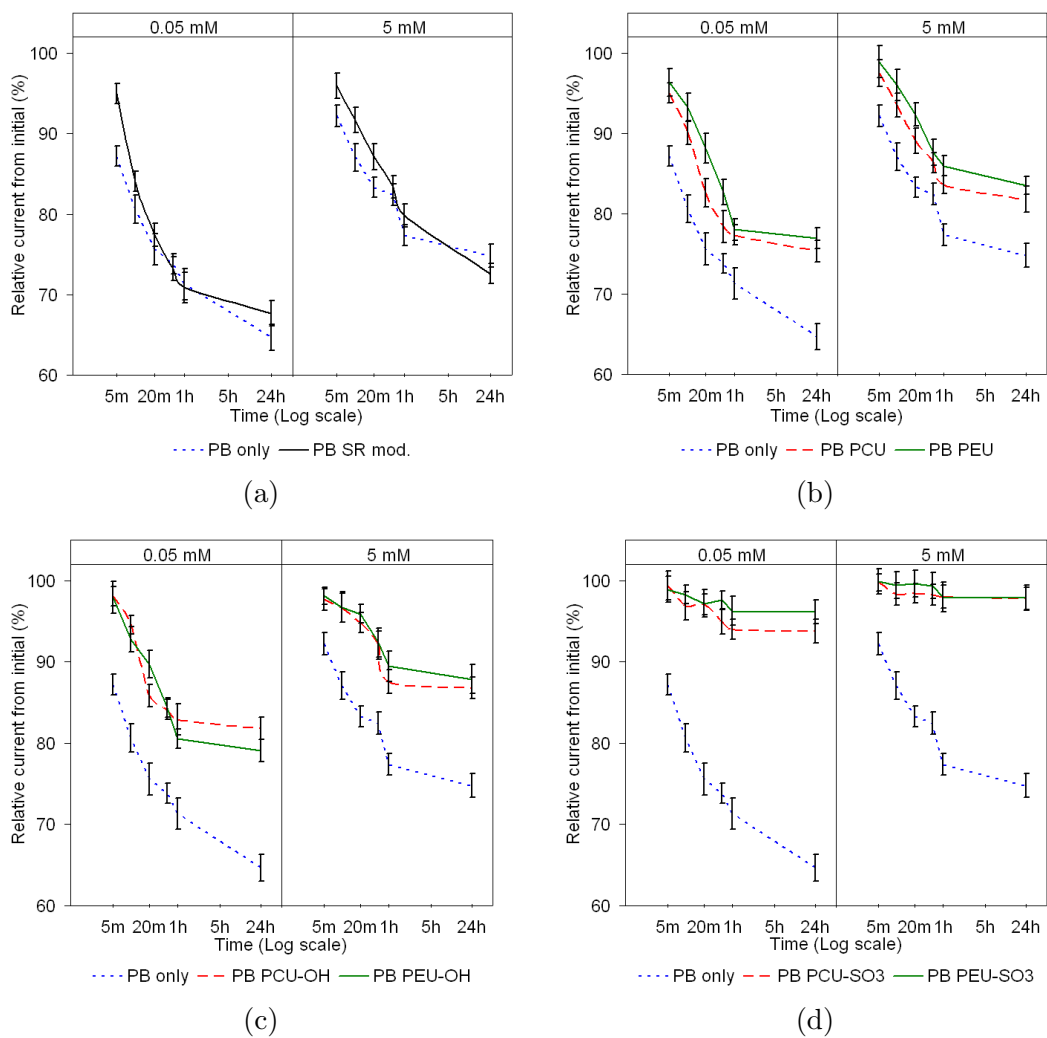 0.05 mM 5 mM
Relative current from initial (%)
100
90
80
70
60
5m 20m 1h 5h 24h 5m 20m 1h 5h 24h
Time (Log scale)
PB only PB SR mod.
(a)
0.05 mM 5 mM
Relative current from initial (%)
100
90
80
70
60
5m 20m 1h 5h 24h 5m 20m 1h 5h 24h
Time (Log scale)
PB only PB PCU PB PEU
(b)
0.05 mM 5 mM
Relative current from initial (%)
100
90
80
70
60
5m 20m 1h 5h 24h 5m 20m 1h 5h 24h
Time (Log scale)
PB only PB PCU-OH PB PEU-OH
(c)
0.05 mM 5 mM
Relative current from initial (%)
100
90
80
70
60
5m 20m 1h 5h 24h 5m 20m 1h 5h 24h
Time (Log scale)
PB only PB PCU-SO3 PB PEU-SO3
(d)